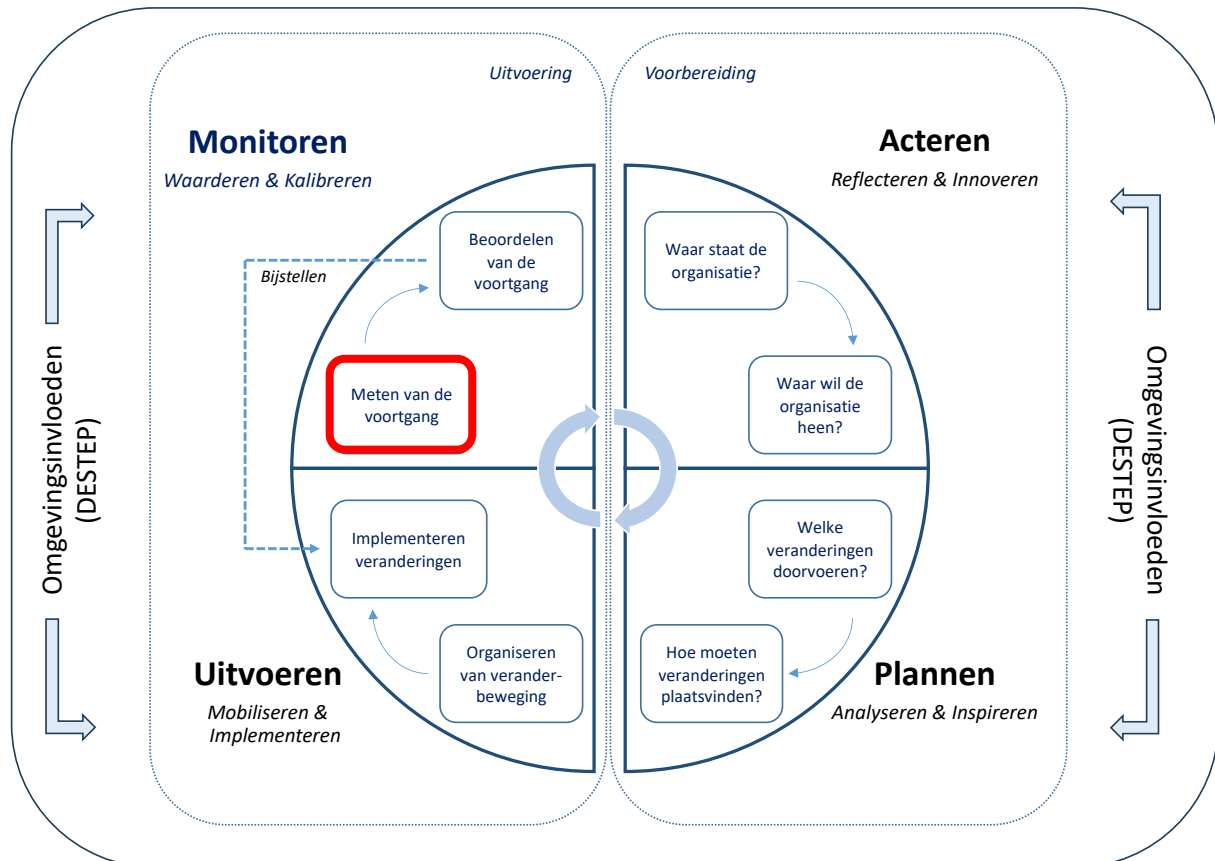 Uitvoering
Voorbereiding
Monitoren
Waarderen & Kalibreren
Acteren
Reflecteren & Innoveren
Beoordelen
van de
voortgang
Waar staat de
organisatie?
Bijstellen
Meten van de
voortgang
Waar wil de
organisatie
heen?
Omgevingsinvloeden
(DESTEP)
Omgevingsinvloeden
(DESTEP)
Implementeren
veranderingen
Welke
veranderingen
doorvoeren?
Organiseren
van verander-
beweging
Hoe moeten
veranderingen
plaatsvinden?
Uitvoeren
Mobiliseren &
Implementeren
Plannen
Analyseren & Inspireren